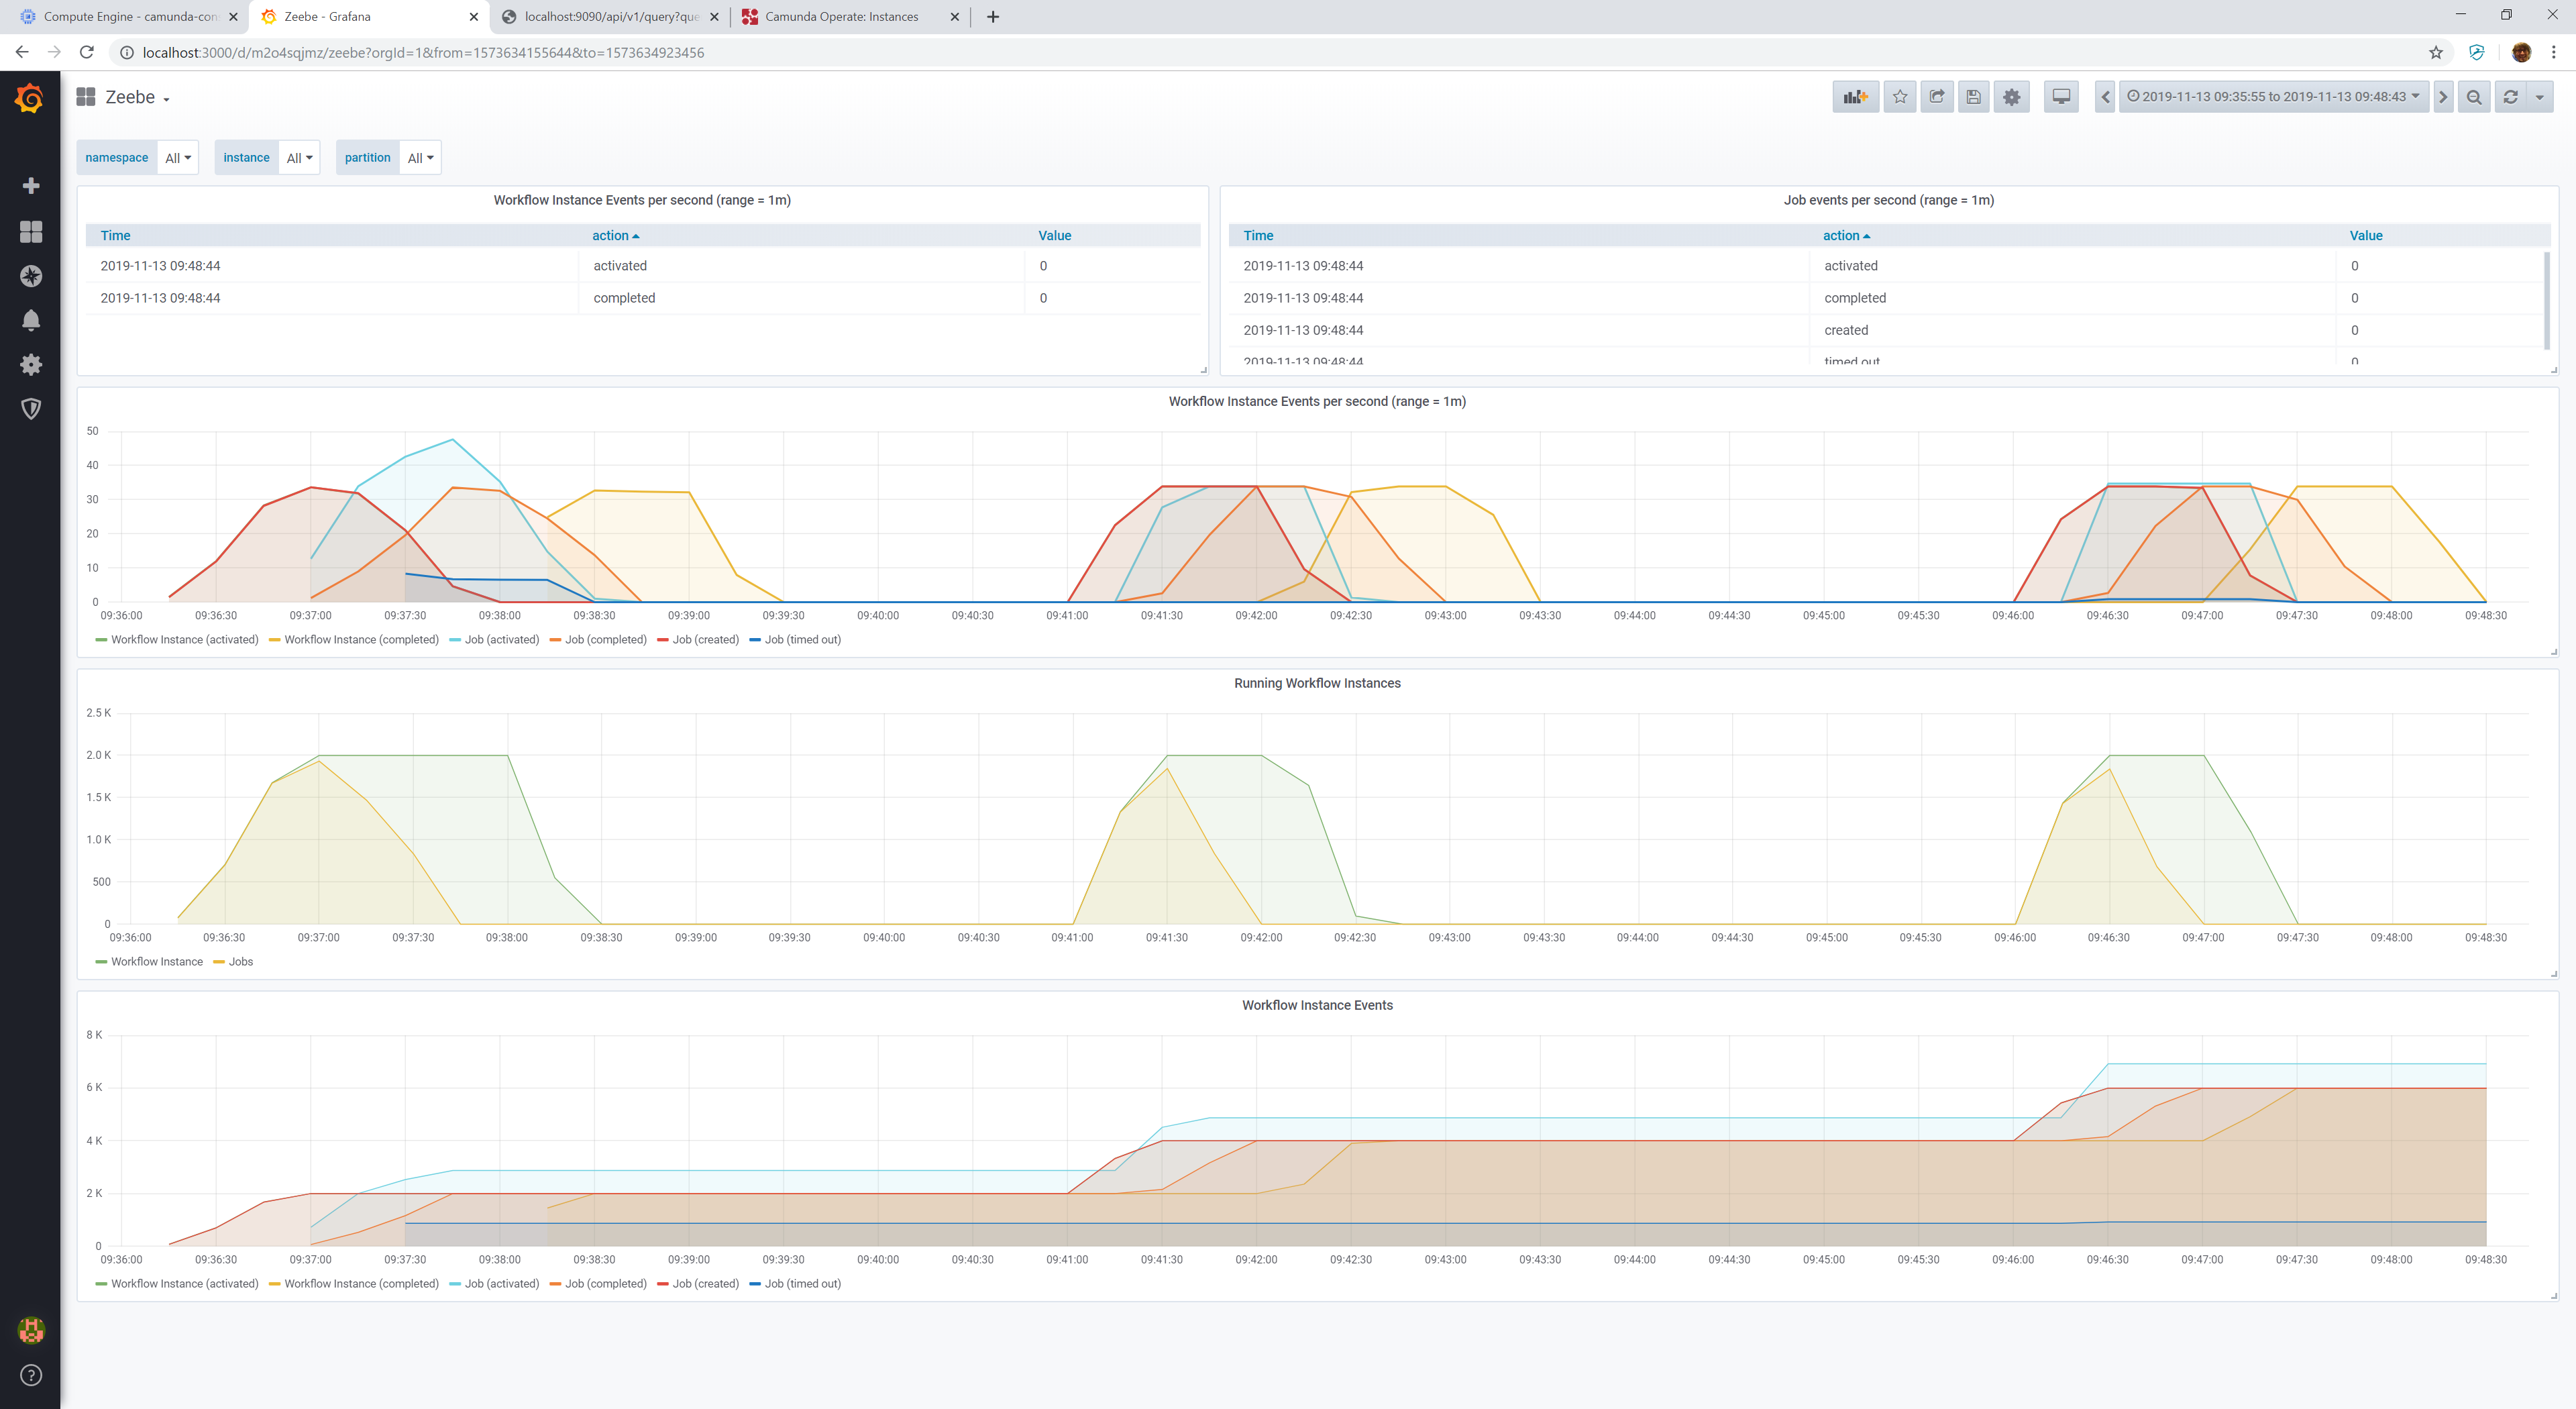 Compute Engine - camunda-con
Zeebe - Grafana
localhost:9090/api/v1/query?que
Camunda Operate: Instances
localhost:3000/d/m2o4sqjmz/zeebe?orgId=1&from=1573634155644&to=1573634923456
Zeebe
2019-11-13 09:35:55 to 2019-11-13 09:48:43
namespace All instance All partition All
Workflow Instance Events per second (range = 1m)
Time action Value
2019-11-13 09:48:44 activated 0
2019-11-13 09:48:44 completed 0
Job events per second (range = 1m)
Time action Value
2019-11-13 09:48:44 activated 0
2019-11-13 09:48:44 completed 0
2019-11-13 09:48:44 created 0
2019-11-13 09:48:44 timed out 0
Workflow Instance Events per second (range = 1m)
50
40
30
20
10
0
09:36:00 09:36:30 09:37:00 09:37:30 09:38:00 09:38:30 09:39:00 09:39:30 09:40:00 09:40:30 09:41:00 09:41:30 09:42:00 09:42:30 09:43:00 09:43:30 09:44:00 09:44:30 09:45:00 09:45:30 09:46:00 09:46:30 09:47:00 09:47:30 09:48:00 09:48:30
Workflow Instance (activated) Workflow Instance (completed) Job (activated) Job (completed) Job (created) Job (timed out)
Running Workflow Instances
2.5 K
2.0 K
1.5 K
1.0 K
500
0
09:36:00 09:36:30 09:37:00 09:37:30 09:38:00 09:38:30 09:39:00 09:39:30 09:40:00 09:40:30 09:41:00 09:41:30 09:42:00 09:42:30 09:43:00 09:43:30 09:44:00 09:44:30 09:45:00 09:45:30 09:46:00 09:46:30 09:47:00 09:47:30 09:48:00 09:48:30
Workflow Instance Jobs
Workflow Instance Events
8 K
6 K
4 K
2 K
0
09:36:00 09:36:30 09:37:00 09:37:30 09:38:00 09:38:30 09:39:00 09:39:30 09:40:00 09:40:30 09:41:00 09:41:30 09:42:00 09:42:30 09:43:00 09:43:30 09:44:00 09:44:30 09:45:00 09:45:30 09:46:00 09:46:30 09:47:00 09:47:30 09:48:00 09:48:30
Workflow Instance (activated) Workflow Instance (completed) Job (activated) Job (completed) Job (created) Job (timed out)